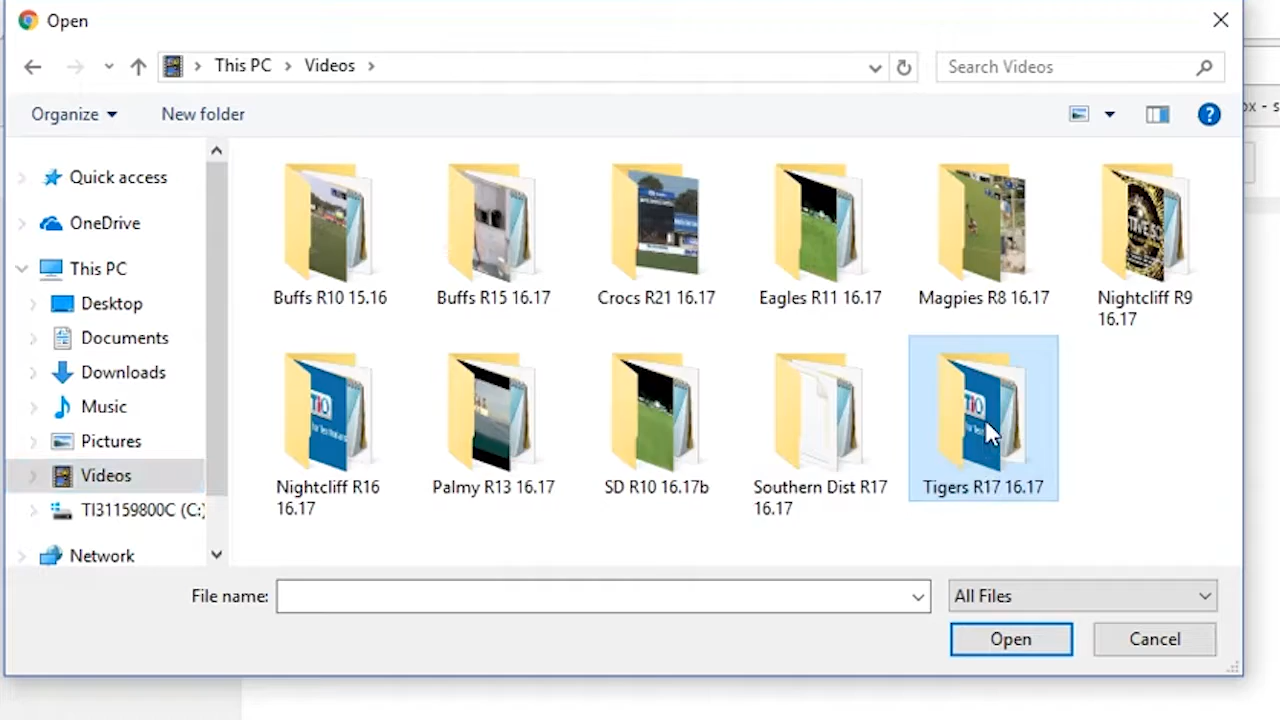 Open
This PC
Videos
Search Videos
Organize
New folder
?
ox - s
Quick access
OneDrive
This PC
Desktop
Documents
Downloads
Music
Pictures
Videos
TI31159800C (C:)
Network
Buffs R10 15.16
Buffs R15 16.17
Crocs R21 16.17
Eagles R11 16.17
Magpies R8 16.17
Nightcliff R9
16.17
Nightcliff R16
16.17
Palmy R13 16.17
SD R10 16.17b
Southern Dist R17
16.17
Tigers R17 16.17
File name:
All Files
Open
Cancel